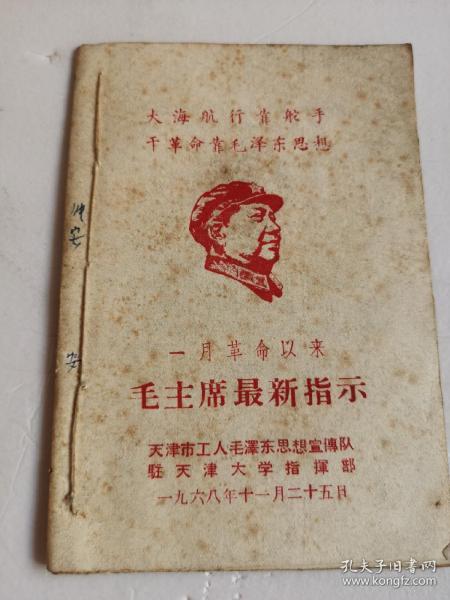 大海航行靠舵手
干革命靠毛泽东思想
一月革命以来
毛主席最新指示
天津市工人毛澤东思想宣傳队
駐天津大学指揮部
一九六八年十一月二十五日
安
安
孔夫子旧书网
www.kongfz.com